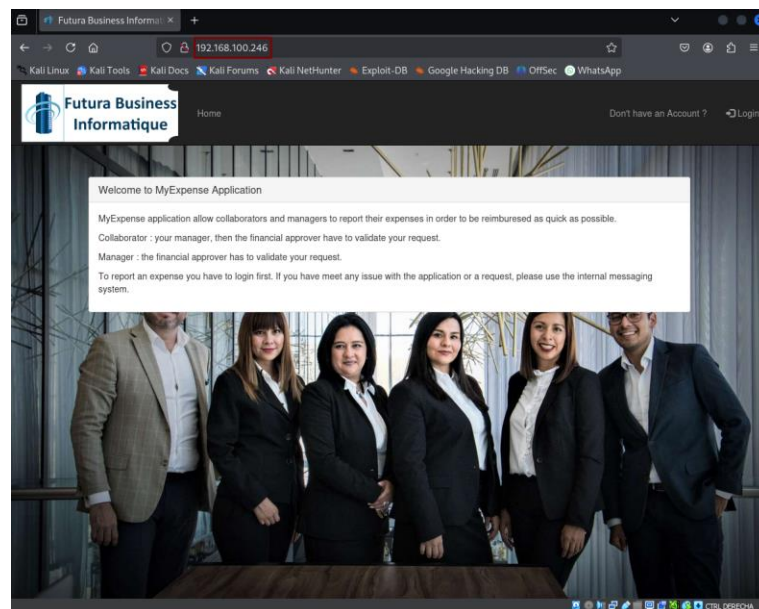 Futura Business Informati
192.168.100.246
Kali Linux Kali Tools Kali Docs Kali Forums Kali NetHunter Exploit-DB Google Hacking DB OffSec WhatsApp
Futura Business
Informatique
Home
Don't have an Account ?
Login
Welcome to MyExpense Application
MyExpense application allow collaborators and managers to report their expenses in order to be reimburesed as quick as possible.
Collaborator : your manager, then the financial approver have to validate your request.
Manager : the financial approver has to validate your request.
To report an expense you have to login first. If you have meet any issue with the application or a request, please use the internal messaging
system.
CTRL DERECHA